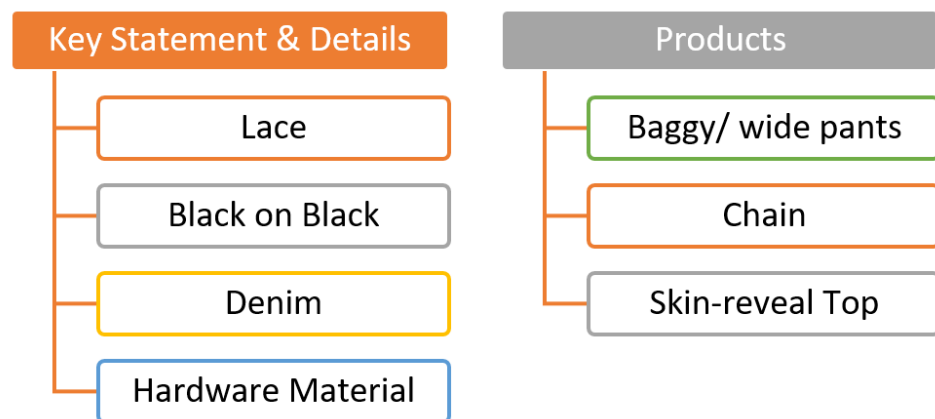 Key Statement & Details
Lace
Black on Black
Denim
Hardware Material
Products
Baggy/ wide pants
Chain
Skin-reveal Top